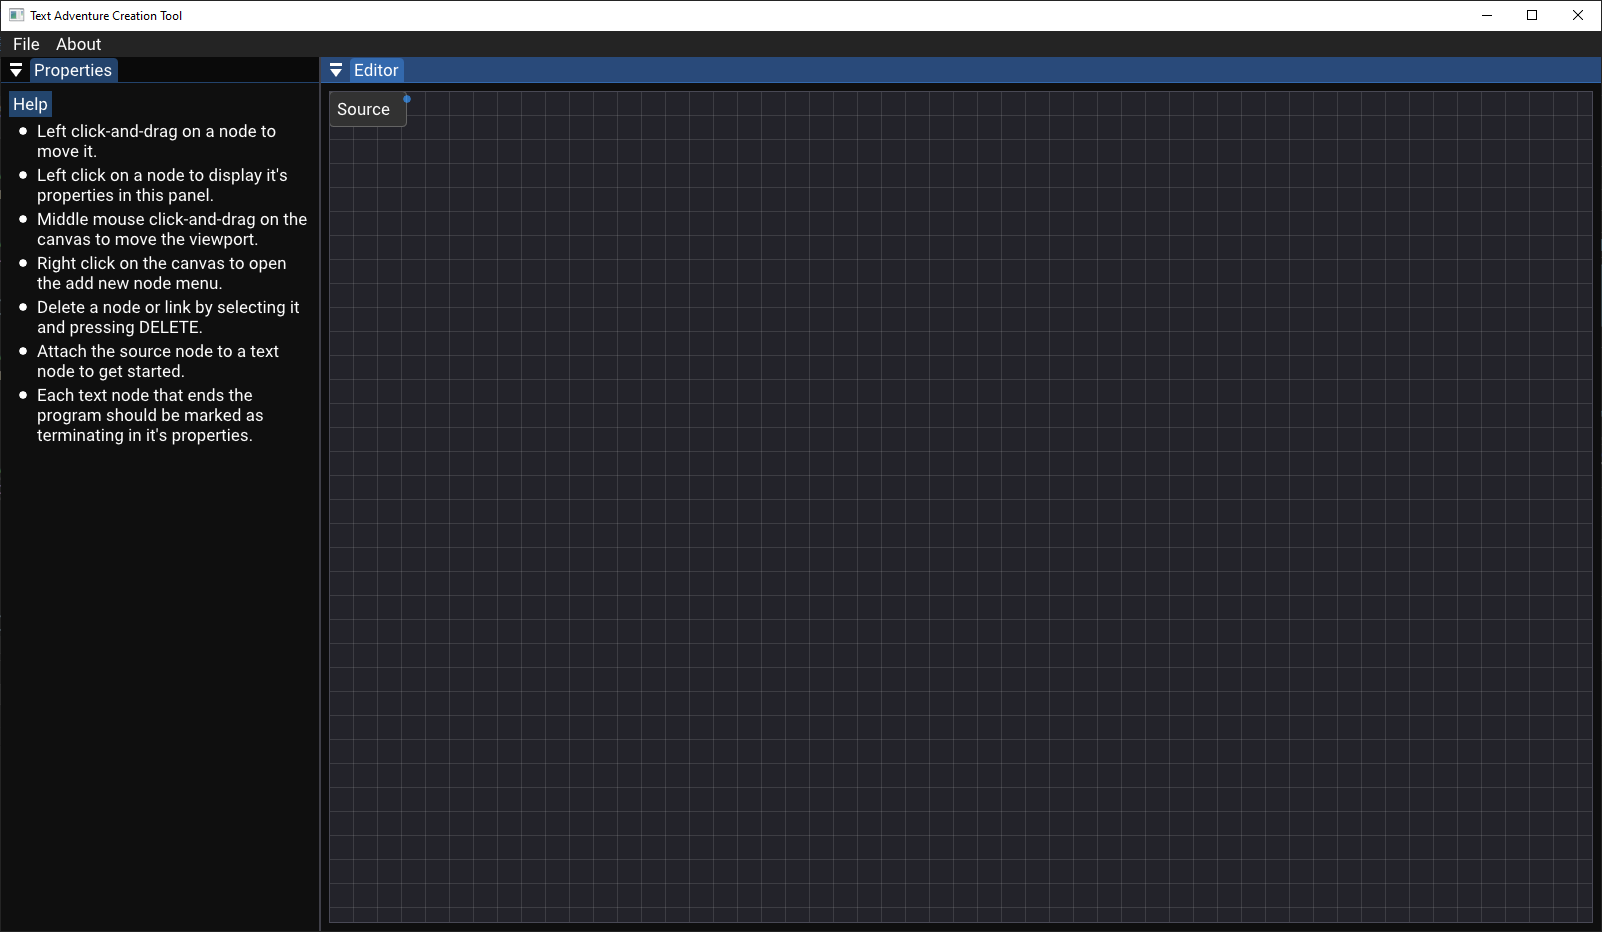 Text Adventure Creation Tool
File About
Properties
Editor
Help
Left click-and-drag on a node to
move it.
Left click on a node to display it's
properties in this panel.
Middle mouse click-and-drag on the
canvas to move the viewport.
Right click on the canvas to open
the add new node menu.
Delete a node or link by selecting it
and pressing DELETE.
Attach the source node to a text
node to get started.
Each text node that ends the
program should be marked as
terminating in it's properties.
Source